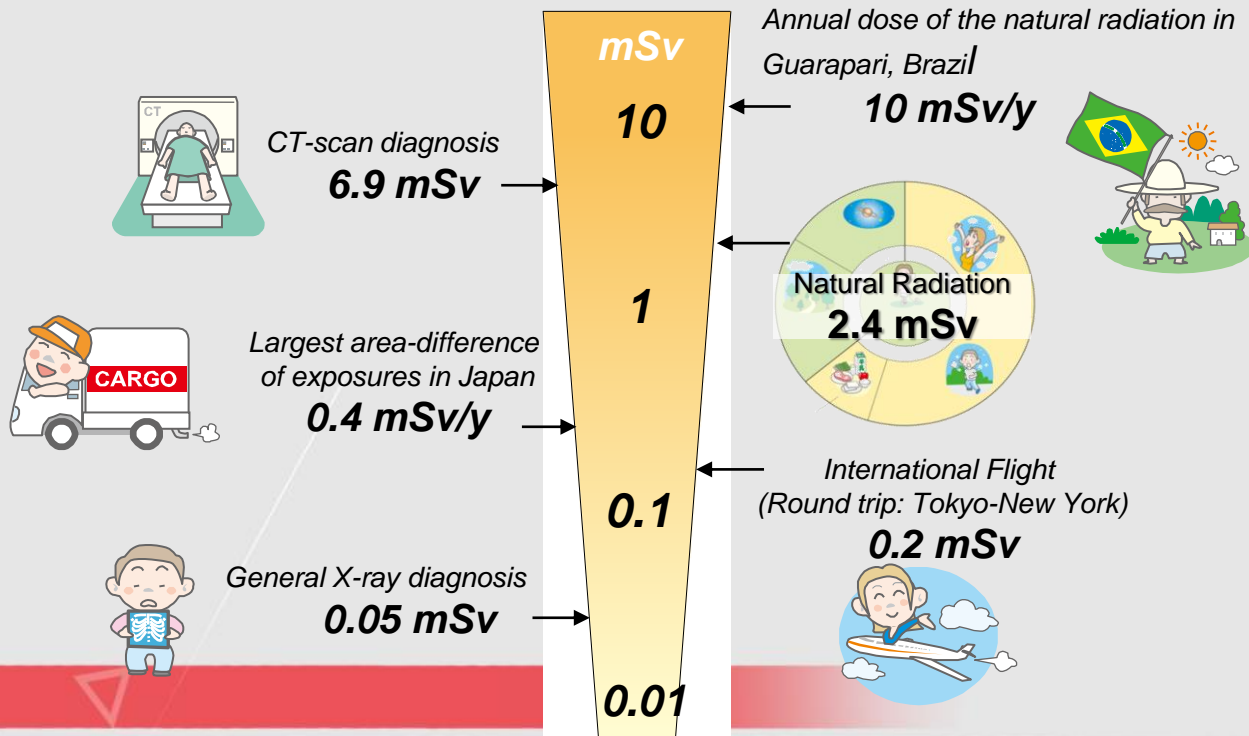 mSv
10
1
0.1
0.01
CT
CT-scan diagnosis
6.9 mSv
CARGO
Largest area-difference
of exposures in Japan
0.4 mSv/y
General X-ray diagnosis
0.05 mSv
Annual dose of the natural radiation in
Guarapari, Brazil
10 mSv/y
Natural Radiation
2.4 mSv
International Flight
(Round trip: Tokyo-New York)
0.2 mSv